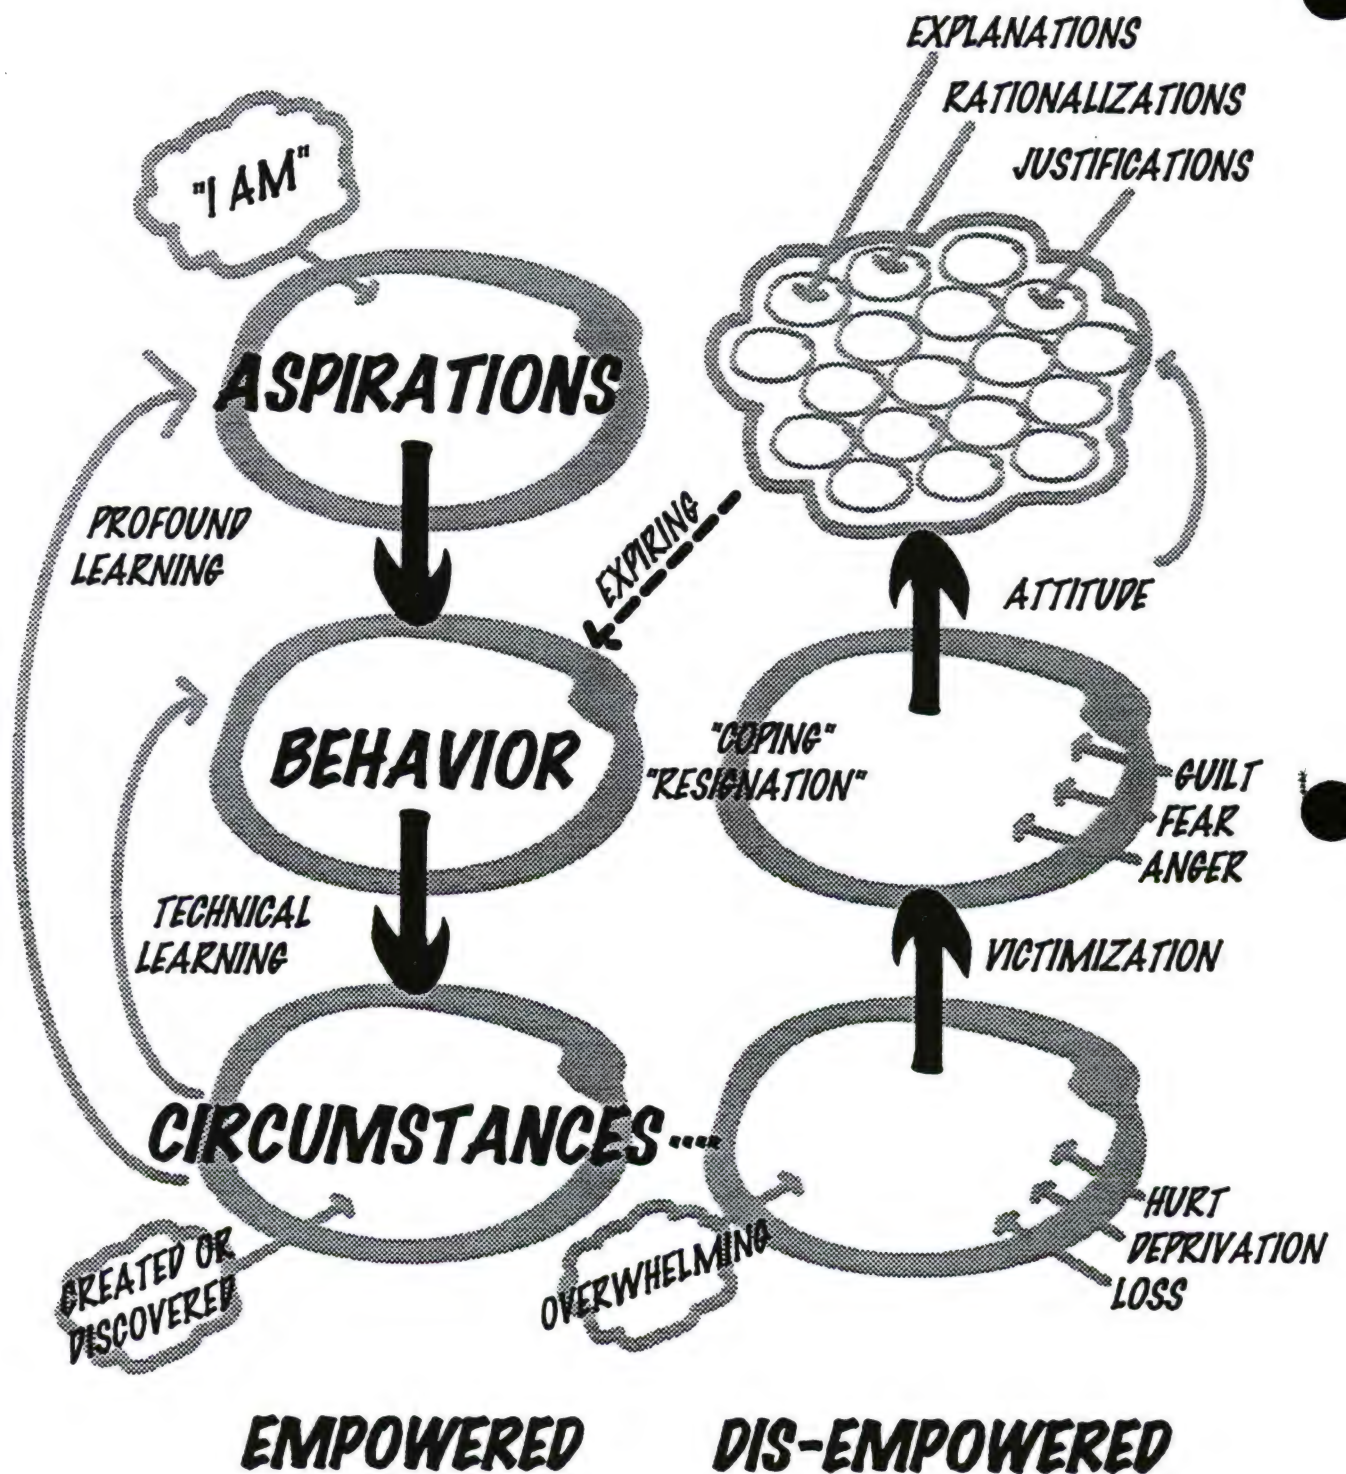 EXPLANATIONS
RATIONALIZATIONS
JUSTIFICATIONS
"I AM"
ASPIRATIONS
PROFOUND
LEARNING
EXPIRING
ATTITUDE
BEHAVIOR
"COPING"
"RESIGNATION"
GUILT
FEAR
ANGER
TECHNICAL
LEARNING
VICTIMIZATION
CIRCUMSTANCES....
HURT
DEPRIVATION
LOSS
CREATED OR
DISCOVERED
OVERWHELMING
EMPOWERED
DIS-EMPOWERED